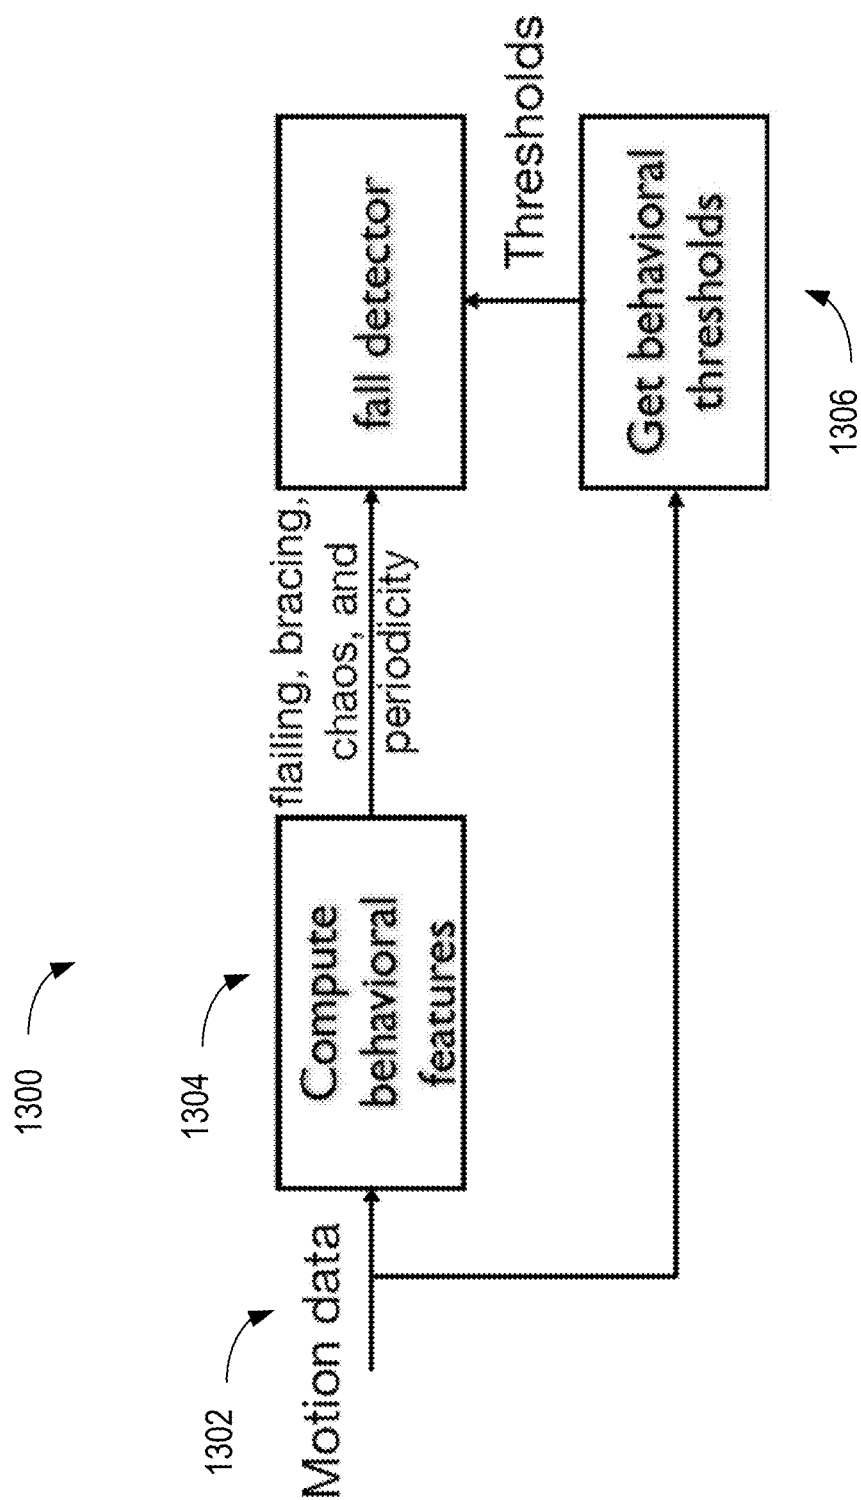 1300
1302
Motion data
1304
Compute
behavioral
features
flailing, bracing,
chaos, and
periodicity
fall detector
Thresholds
Get behavioral
thresholds
1306